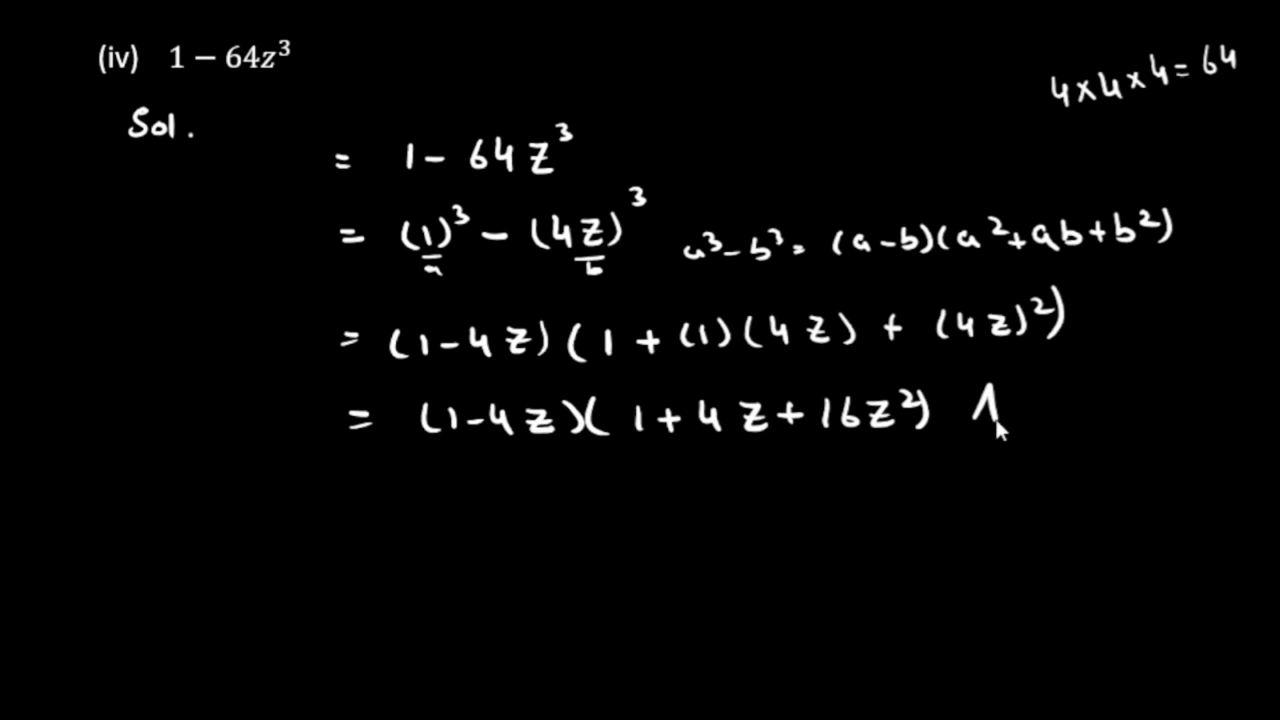 (iv) 1 − 64z³
4×4×4=64
Sol.
= 1 - 64z³
= (1)³ - (4z)³ a³-b³= (a-b)(a²+ab+b²)
a b
= (1-4z)(1+(1)(4z)+(4z)²)
= (1-4z)(1+4z+16z²)